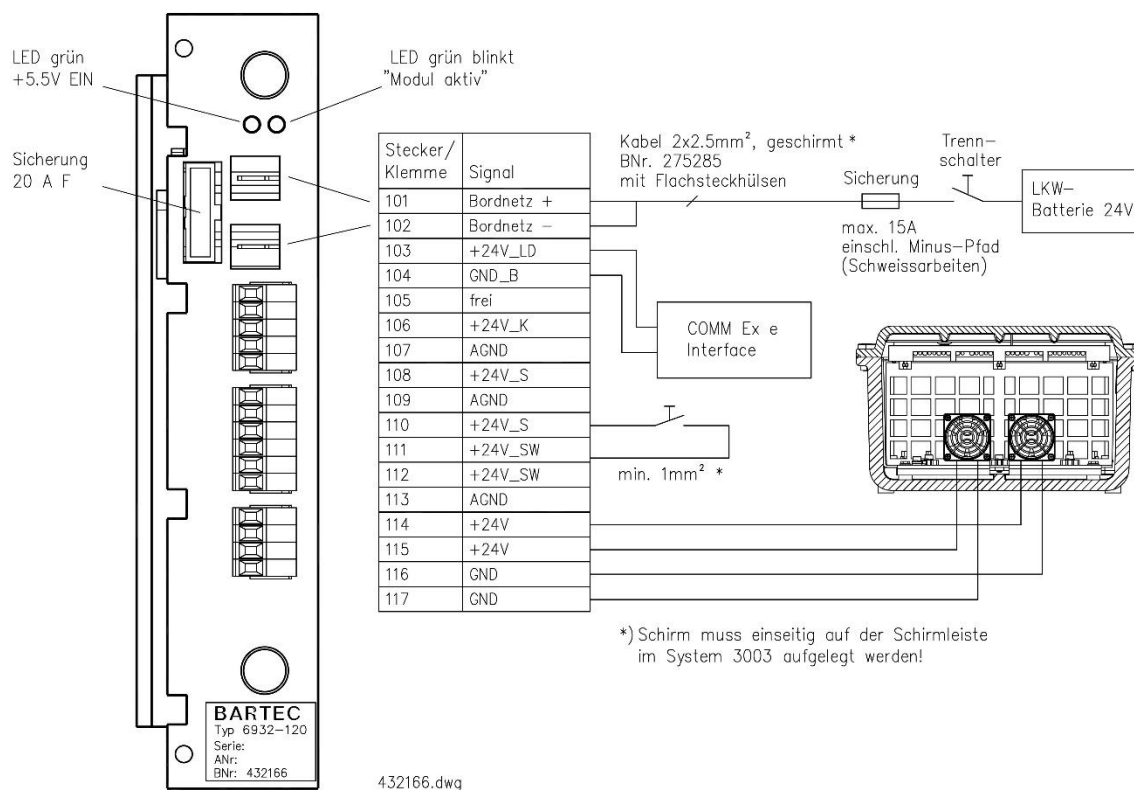 LED grün
+5.5V EIN
LED grün blinkt
"Modul aktiv"
Sicherung
20 A F
Stecker/
Klemme Signal
101 Bordnetz +
102 Bordnetz −
103 +24V_LD
104 GND_B
105 frei
106 +24V_K
107 AGND
108 +24V_S
109 AGND
110 +24V_S
111 +24V_SW
112 +24V_SW
113 AGND
114 +24V
115 +24V
116 GND
117 GND
Kabel 2x2.5mm², geschirmt *
BNr. 275285
mit Flachsteckhülsen
Sicherung
max. 15A
einschl. Minus−Pfad
(Schweissarbeiten)
Trenn−
schalter
LKW−
Batterie 24V
COMM Ex e
Interface
min. 1mm² *
*) Schirm muss einseitig auf der Schirmleiste
im System 3003 aufgelegt werden!
BARTEC
Typ 6932−120
Serie:
ANr:
BNr: 432166
432166.dwg